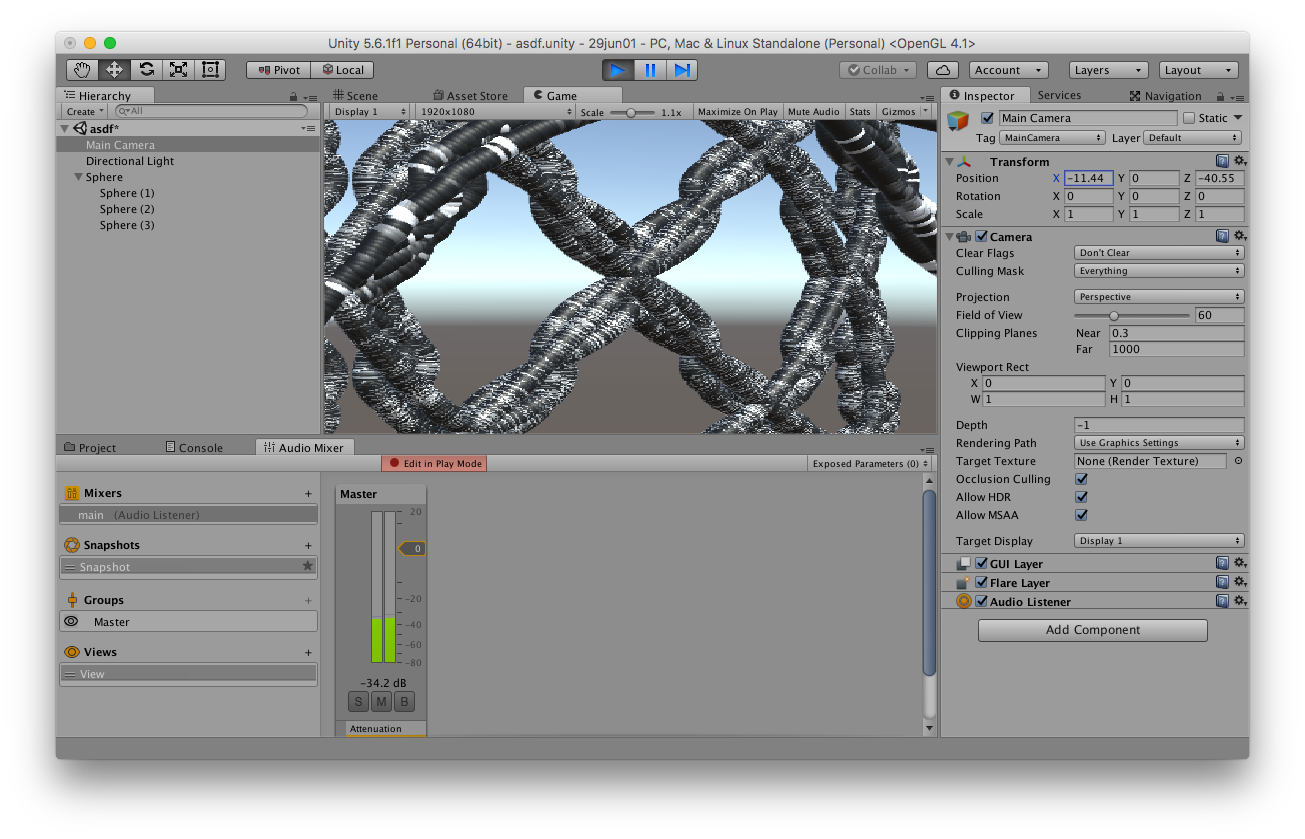 Unity 5.6.1f1 Personal (64bit) - asdf.unity - 29jun01 - PC, Mac & Linux Standalone (Personal) <OpenGL 4.1>
Pivot Local Collab Account Layers Layout
Hierarchy
Create All
asdf*
Main Camera
Directional Light
Sphere
Sphere (1)
Sphere (2)
Sphere (3)
Scene Asset Store Game
Display 1 1920x1080 Scale 1.1x Maximize On Play Mute Audio Stats Gizmos
Inspector Services Navigation
Main Camera Static
Tag MainCamera Layer Default
Transform
Position X -11.44 Y 0 Z -40.55
Rotation X 0 Y 0 Z 0
Scale X 1 Y 1 Z 1
Camera
Clear Flags Don't Clear
Culling Mask Everything
Projection Perspective
Field of View 60
Clipping Planes Near 0.3
Far 1000
Viewport Rect
X 0 Y 0
W 1 H 1
Depth -1
Rendering Path Use Graphics Settings
Target Texture None (Render Texture)
Occlusion Culling
Allow HDR
Allow MSAA
Target Display Display 1
GUI Layer
Flare Layer
Audio Listener
Add Component
Project Console Audio Mixer
Edit in Play Mode Exposed Parameters (0)
Mixers +
main (Audio Listener)
Snapshots +
Snapshot
Groups +
Master
Views +
View
Master
20
0
-20
-40
-60
-80
-34.2 dB
S M B
Attenuation